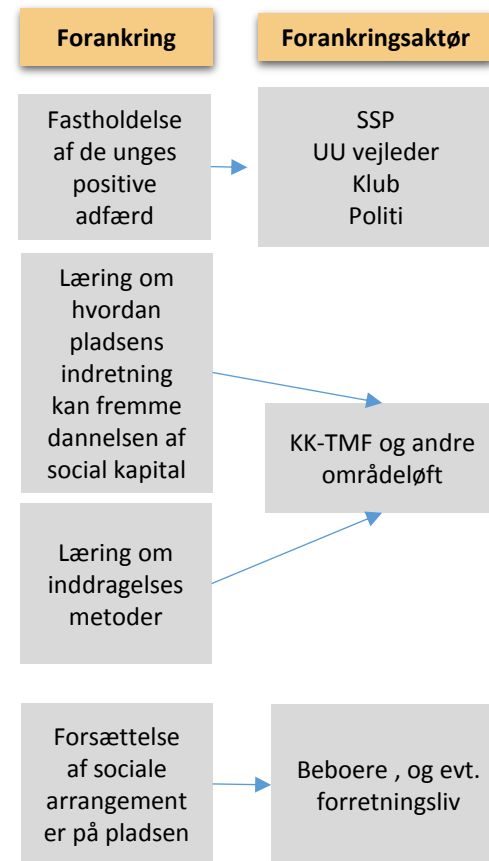 Forankring
Forankringsaktør
Fastholdelse
af de unges
positive
adfærd
SSP
UU vejleder
Klub
Politi
Læring om
hvordan
pladsens
indretning
kan fremme
dannelsen af
social kapital
KK-TMF og andre
områdeløft
Læring om
inddragelses
metoder
Forsættelse
af sociale
arrangement
er på pladsen
Beboere , og evt.
forretningsliv